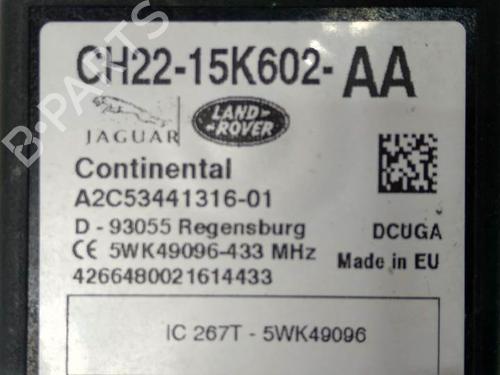 CH22-15K602-AA
JAGUAR
LAND ROVER
Continental
A2C53441316-01
D - 93055 Regensburg
DCUGA
CE 5WK49096-433 MHz
Made in EU
4266480021614433
IC 267T - 5WK49096
B-PARTS